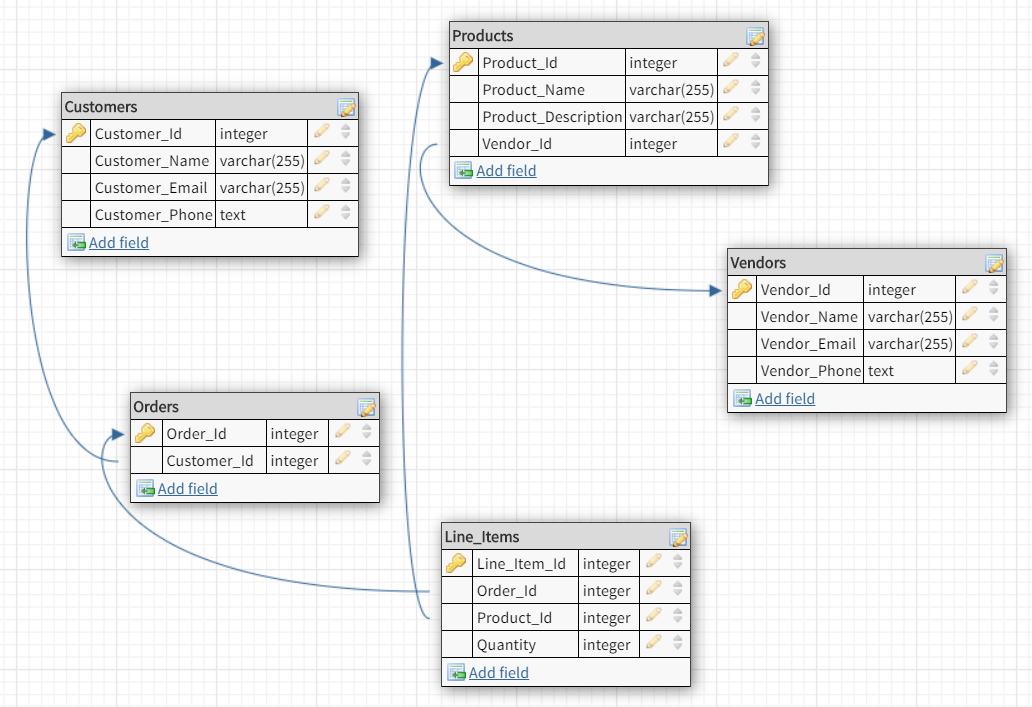 Products
Product_Id integer
Product_Name varchar(255)
Product_Description varchar(255)
Vendor_Id integer
Add field
Customers
Customer_Id integer
Customer_Name varchar(255)
Customer_Email varchar(255)
Customer_Phone text
Add field
Vendors
Vendor_Id integer
Vendor_Name varchar(255)
Vendor_Email varchar(255)
Vendor_Phone text
Add field
Orders
Order_Id integer
Customer_Id integer
Add field
Line_Items
Line_Item_Id integer
Order_Id integer
Product_Id integer
Quantity integer
Add field